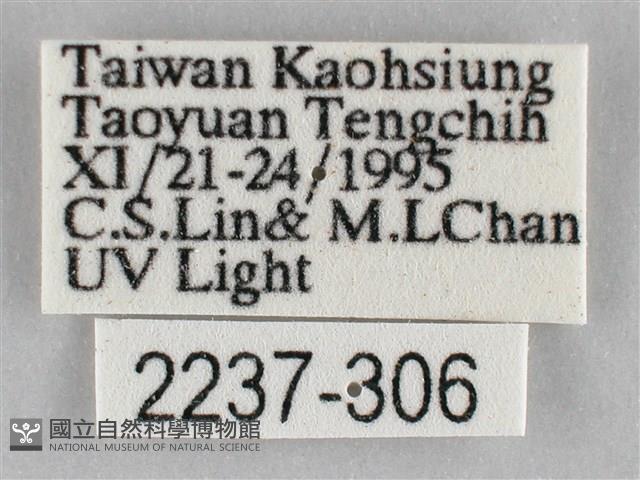 Taiwan Kaohsiung
Taoyuan Tengchih
XI/21-24/1995
C.S.Lin& M.LChan
UV Light
2237-306
國立自然科學博物館
NATIONAL MUSEUM OF NATURAL SCIENCE